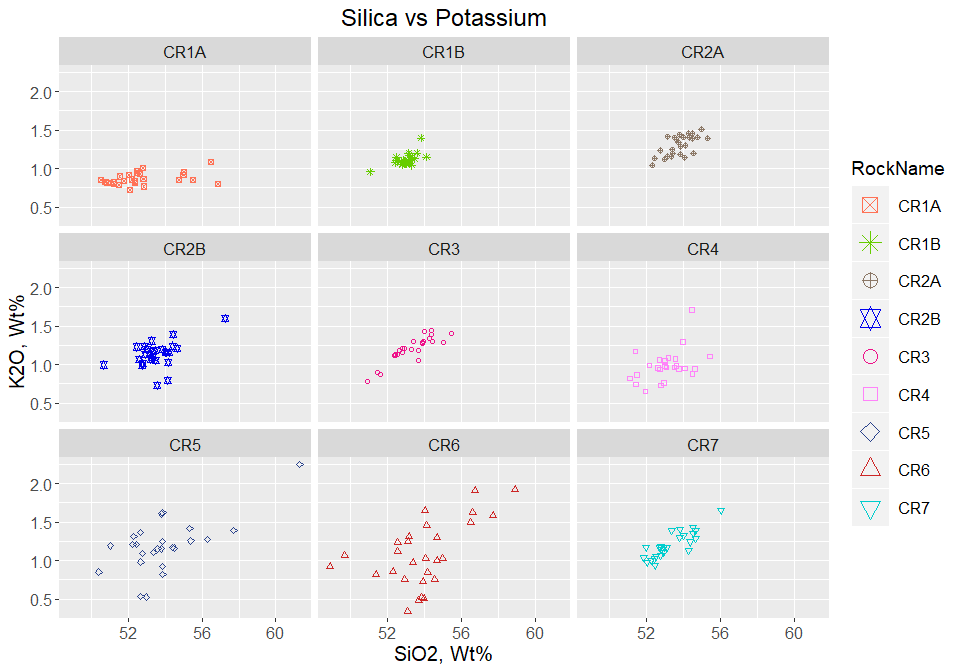 Silica vs Potassium
CR1A
CR1B
CR2A
2.0
1.5
1.0
0.5
CR2B
CR3
CR4
2.0
1.5
1.0
0.5
CR5
CR6
CR7
2.0
1.5
1.0
0.5
52 56 60
52 56 60
52 56 60
SiO2, Wt%
K2O, Wt%
RockName
CR1A
CR1B
CR2A
CR2B
CR3
CR4
CR5
CR6
CR7